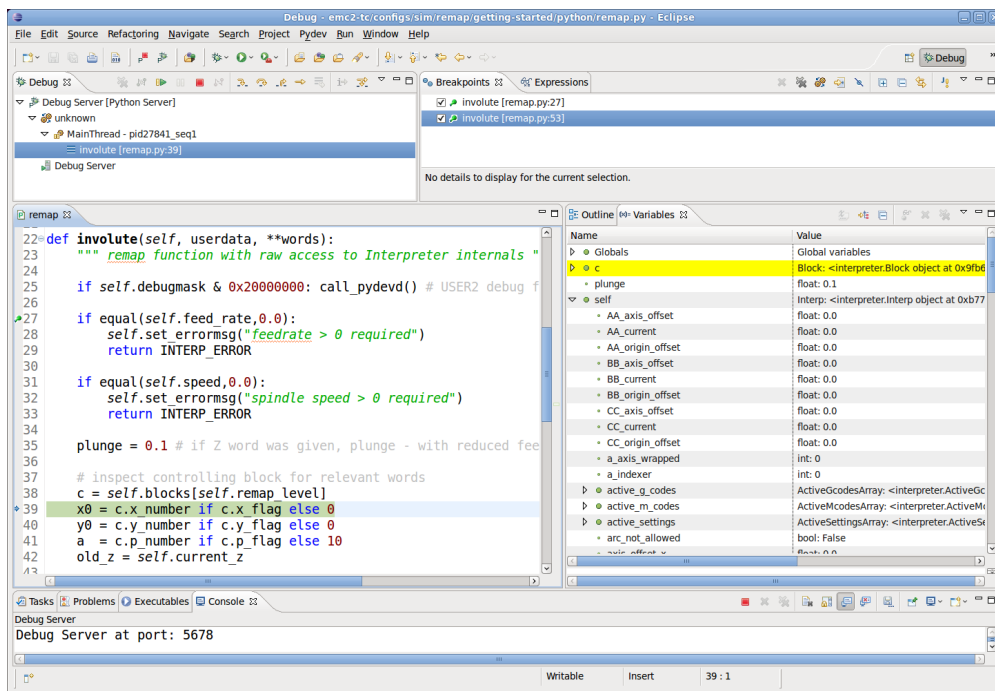 Debug - emc2-tc/configs/sim/remap/getting-started/python/remap.py - Eclipse
File Edit Source Refactoring Navigate Search Project Pydev Run Window Help
Debug
Debug
Debug Server [Python Server]
unknown
MainThread - pid27841_seq1
involute [remap.py:39]
Debug Server
Breakpoints Expressions
involute [remap.py:27]
involute [remap.py:53]
No details to display for the current selection.
remap
22 def involute(self, userdata, **words):
23 """ remap function with raw access to Interpreter internals "
24
25 if self.debugmask & 0x20000000: call_pydevd() # USER2 debug f
26
27 if equal(self.feed_rate,0.0):
28 self.set_errormsg("feedrate > 0 required")
29 return INTERP_ERROR
30
31 if equal(self.speed,0.0):
32 self.set_errormsg("spindle speed > 0 required")
33 return INTERP_ERROR
34
35 plunge = 0.1 # if Z word was given, plunge - with reduced fee
36
37 # inspect controlling block for relevant words
38 c = self.blocks[self.remap_level]
39 x0 = c.x_number if c.x_flag else 0
40 y0 = c.y_number if c.y_flag else 0
41 a = c.p_number if c.p_flag else 10
42 old_z = self.current_z
43
Outline Variables
Name Value
Globals Global variables
c Block: <interpreter.Block object at 0x9fb6
plunge float: 0.1
self Interp: <interpreter.Interp object at 0xb77
AA_axis_offset float: 0.0
AA_current float: 0.0
AA_origin_offset float: 0.0
BB_axis_offset float: 0.0
BB_current float: 0.0
BB_origin_offset float: 0.0
CC_axis_offset float: 0.0
CC_current float: 0.0
CC_origin_offset float: 0.0
a_axis_wrapped int: 0
a_indexer int: 0
active_g_codes ActiveGcodesArray: <interpreter.ActiveGc
active_m_codes ActiveMcodesArray: <interpreter.ActiveMc
active_settings ActiveSettingsArray: <interpreter.ActiveSe
arc_not_allowed bool: False
axis_offset_x float: 0.0
Tasks Problems Executables Console
Debug Server
Debug Server at port: 5678
Writable Insert 39 : 1